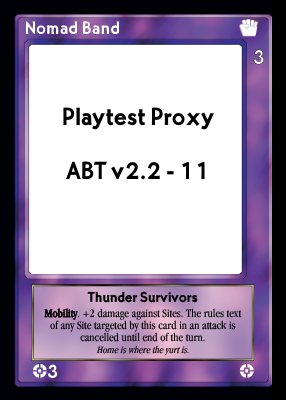 Nomad Band
3
Playtest Proxy
ABT v2.2 - 11
Thunder Survivors
Mobility. +2 damage against Sites. The rules text
of any Site targeted by this card in an attack is
cancelled until end of the turn.
Home is where the yurt is.
3